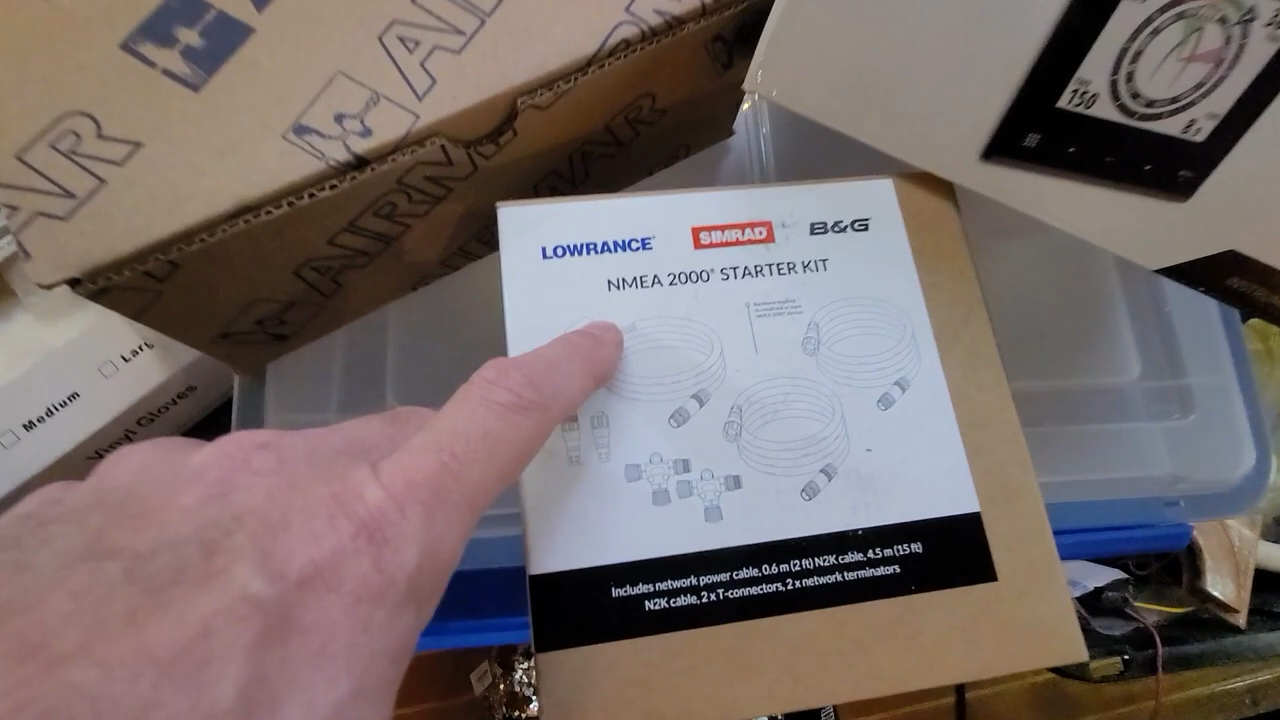 AIRMAR
AIRMAR
150
LOWRANCE SIMRAD B&G
NMEA 2000® STARTER KIT
Medium
Vinyl Gloves
Includes network power cable, 0.6 m (2 ft) N2K cable, 4.5 m (15 ft)
N2K cable, 2 x T-connectors, 2 x network terminators